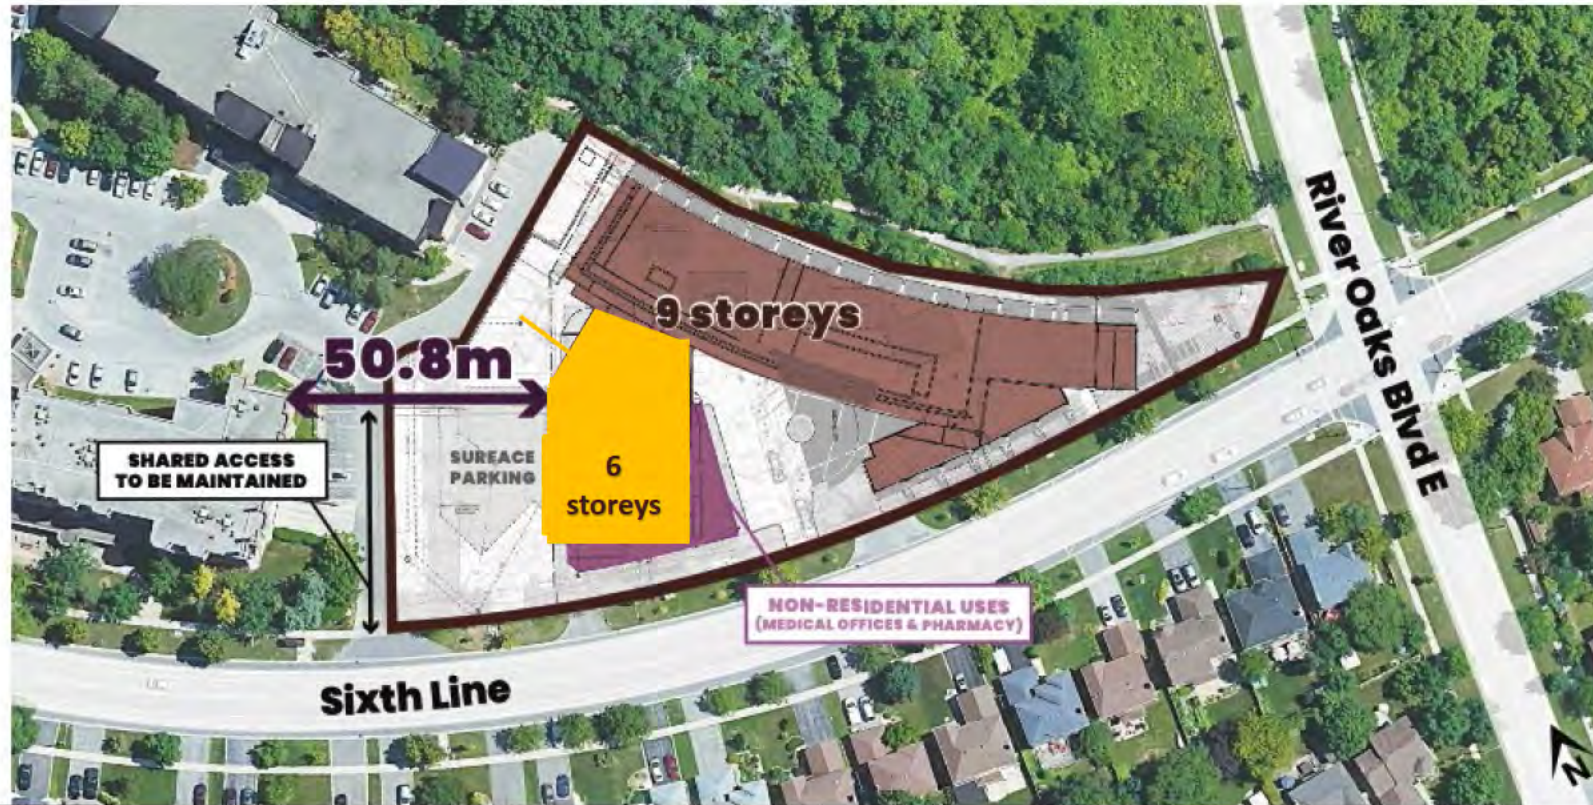 River Oaks Blvd E
9 storeys
50.8m
SHARED ACCESS
TO BE MAINTAINED
SUREACE
PARKING
6
storeys
NON-RESIDENTIAL USES
(MEDICAL OFFICES & PHARMACY)
Sixth Line
N